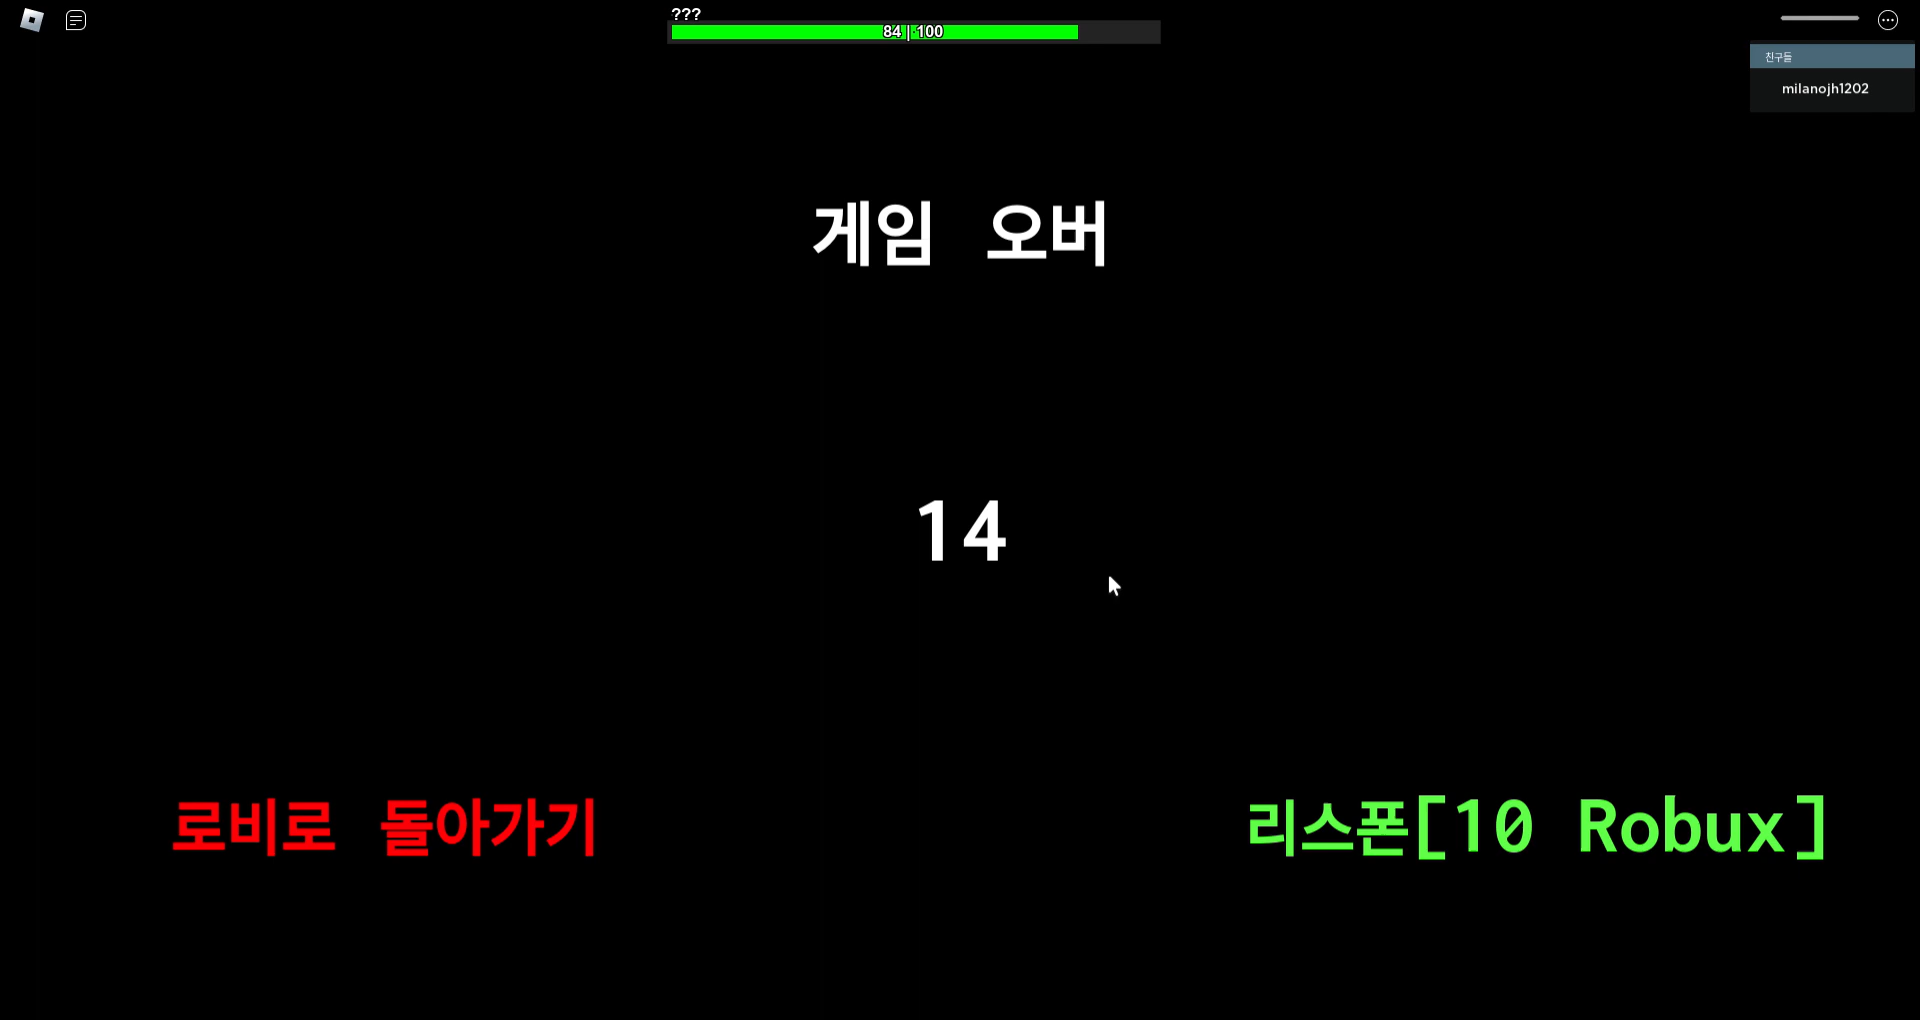 ???
84 | 100
친구들
milanojh1202
게임 오버
14
로비로 돌아가기
리스폰[10 Robux]